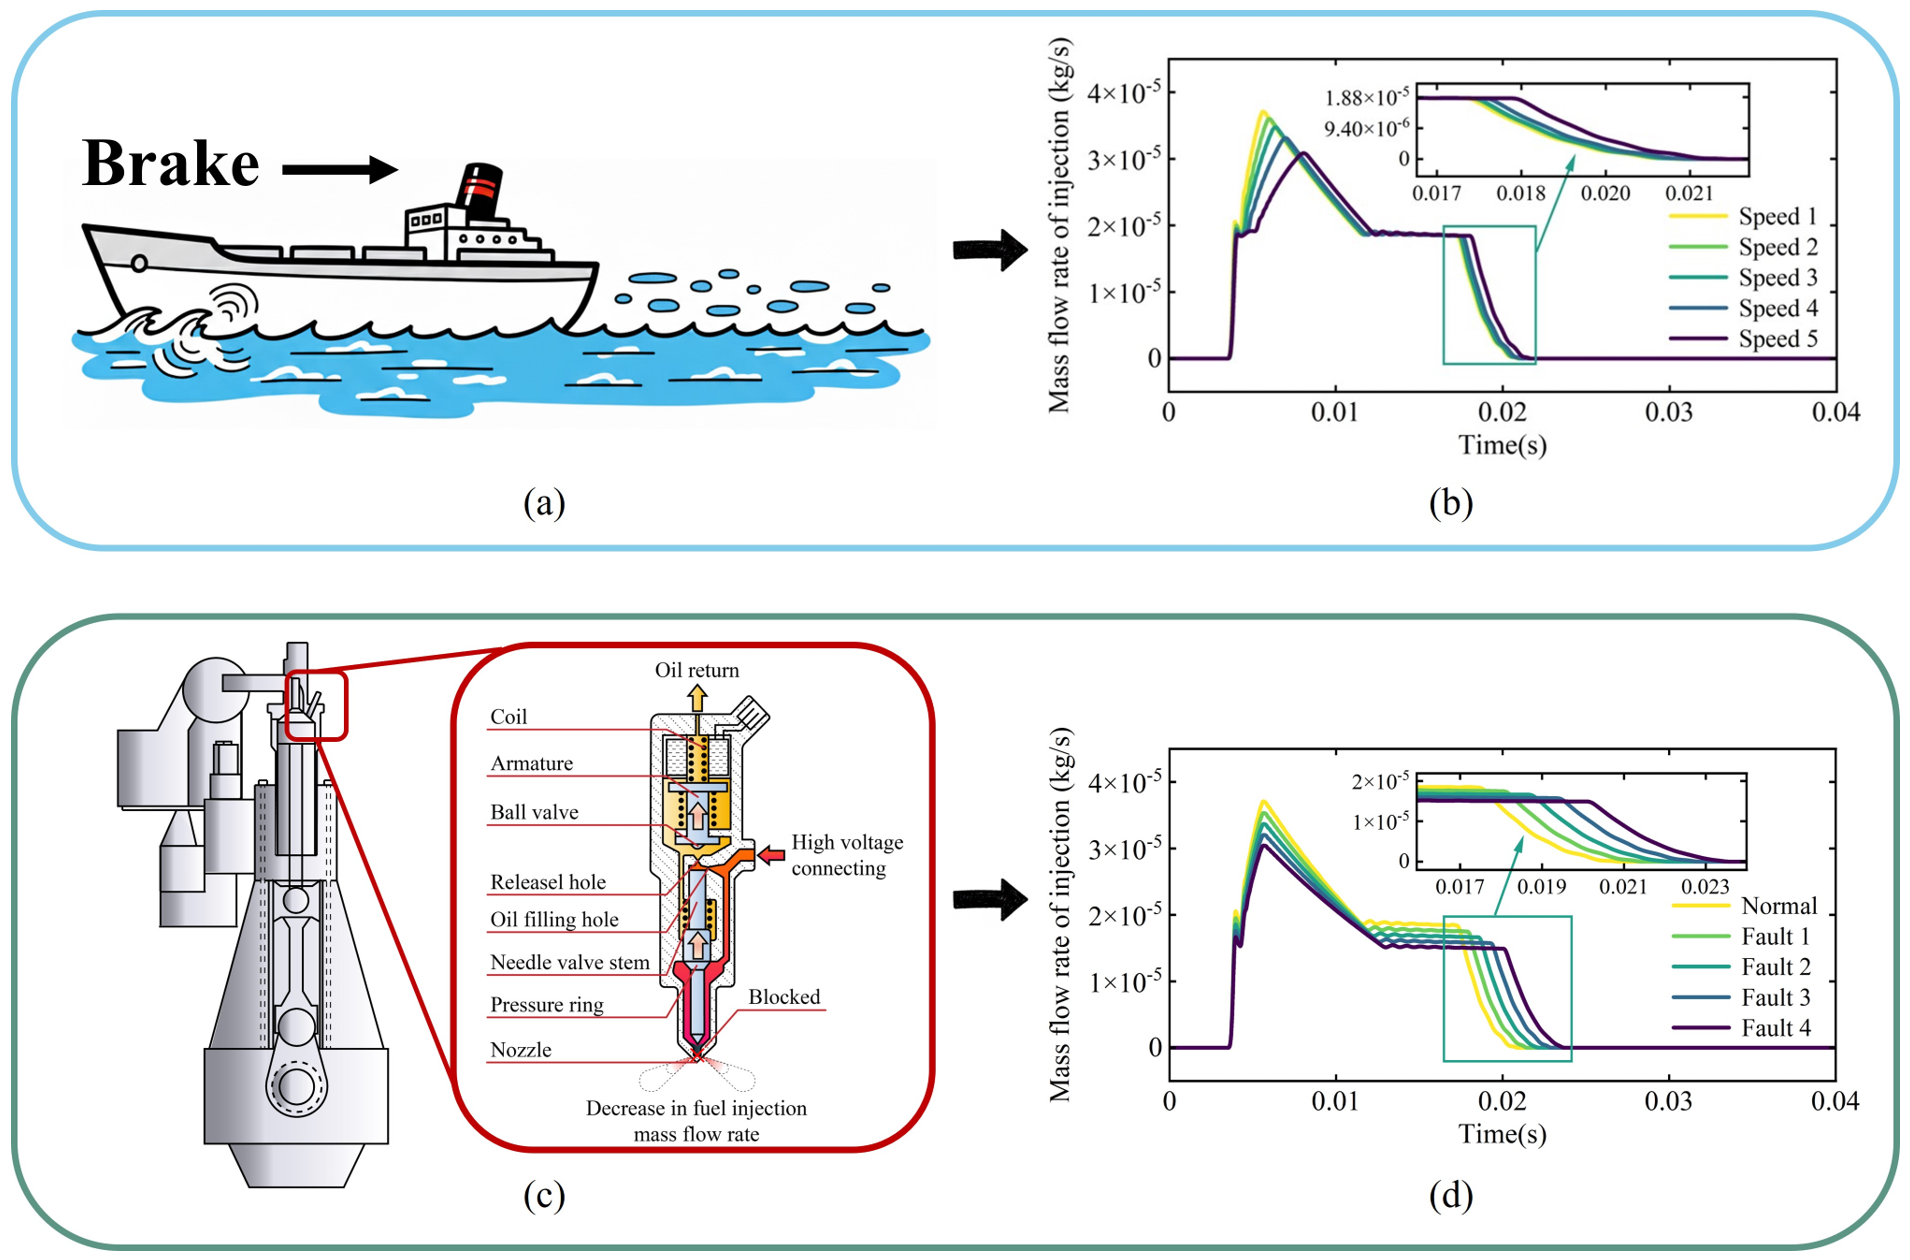 Brake
(a)
Mass flow rate of injection (kg/s)
4×10⁻⁵
3×10⁻⁵
2×10⁻⁵
1×10⁻⁵
0
0 0.01 0.02 0.03 0.04
Time(s)
1.88×10⁻⁵
9.40×10⁻⁶
0
0.017 0.018 0.020 0.021
Speed 1
Speed 2
Speed 3
Speed 4
Speed 5
(b)
Oil return
Coil
Armature
Ball valve
High voltage
connecting
Releasel hole
Oil filling hole
Needle valve stem
Pressure ring
Blocked
Nozzle
Decrease in fuel injection
mass flow rate
(c)
Mass flow rate of injection (kg/s)
4×10⁻⁵
3×10⁻⁵
2×10⁻⁵
1×10⁻⁵
0
0 0.01 0.02 0.03 0.04
Time(s)
2×10⁻⁵
1×10⁻⁵
0
0.017 0.019 0.021 0.023
Normal
Fault 1
Fault 2
Fault 3
Fault 4
(d)